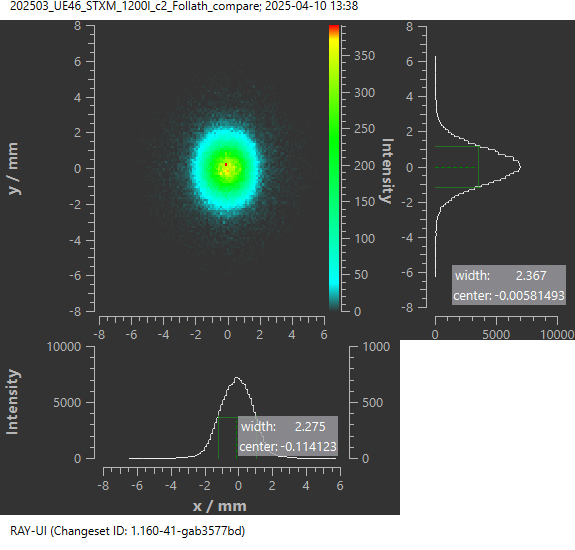 202503_UE46_STXM_1200l_c2_Follath_compare; 2025-04-10 13:38
y / mm
8
6
4
2
0
-2
-4
-6
-8
-8 -6 -4 -2 0 2 4 6
350
300
250
200
150
100
50
0
Intensity
8
6
4
2
0
-2
-4
-6
-8
width: 2.367
center: -0.00581493
0 5000 10000
Intensity
10000
5000
0
1000
500
0
width: 2.275
center: -0.114123
-8 -6 -4 -2 0 2 4 6
x / mm
RAY-UI (Changeset ID: 1.160-41-gab3577bd)